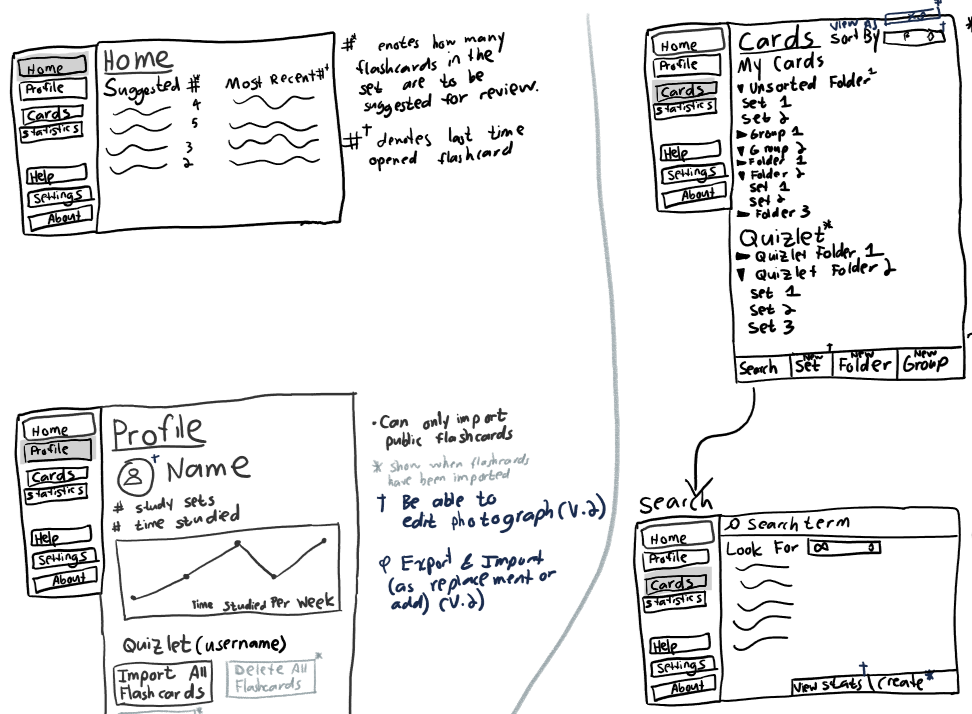 Home
Profile
Cards
Statistics
Help
Settings
About
Home
Suggested #*
4
5
3
2
Most Recent #†
#* enotes how many
flashcards in the
set are to be
suggested for review.
#† denotes last time
opened flashcard
Home
Profile
Cards
Statistics
Help
Settings
About
Profile
† Name
# study sets
# time studied
Time Studied Per Week
Quizlet (username)
Import All
Flashcards
Delete All *
Flashcards
• Can only import
public flashcards
* Show when flashcards
have been imported
† Be able to
edit photograph (V.2)
φ Export & Import
(as replacement or
add) (V.2)
Home
Profile
Cards
Statistics
Help
Settings
About
Cards
View As
Sort By
My Cards
▼ Unsorted Folder
Set 1
Set 2
► Group 1
▼ Group 2
► Folder 1
▼ Folder 2
Set 1
Set 2
► Folder 3
Quizlet*
► Quizlet Folder 1
▼ Quizlet Folder 2
Set 1
Set 2
Set 3
Search
New Set
New Folder
New Group
Search
Home
Profile
Cards
Statistics
Help
Settings
About
Search term
Look For
View Stats †
Create *